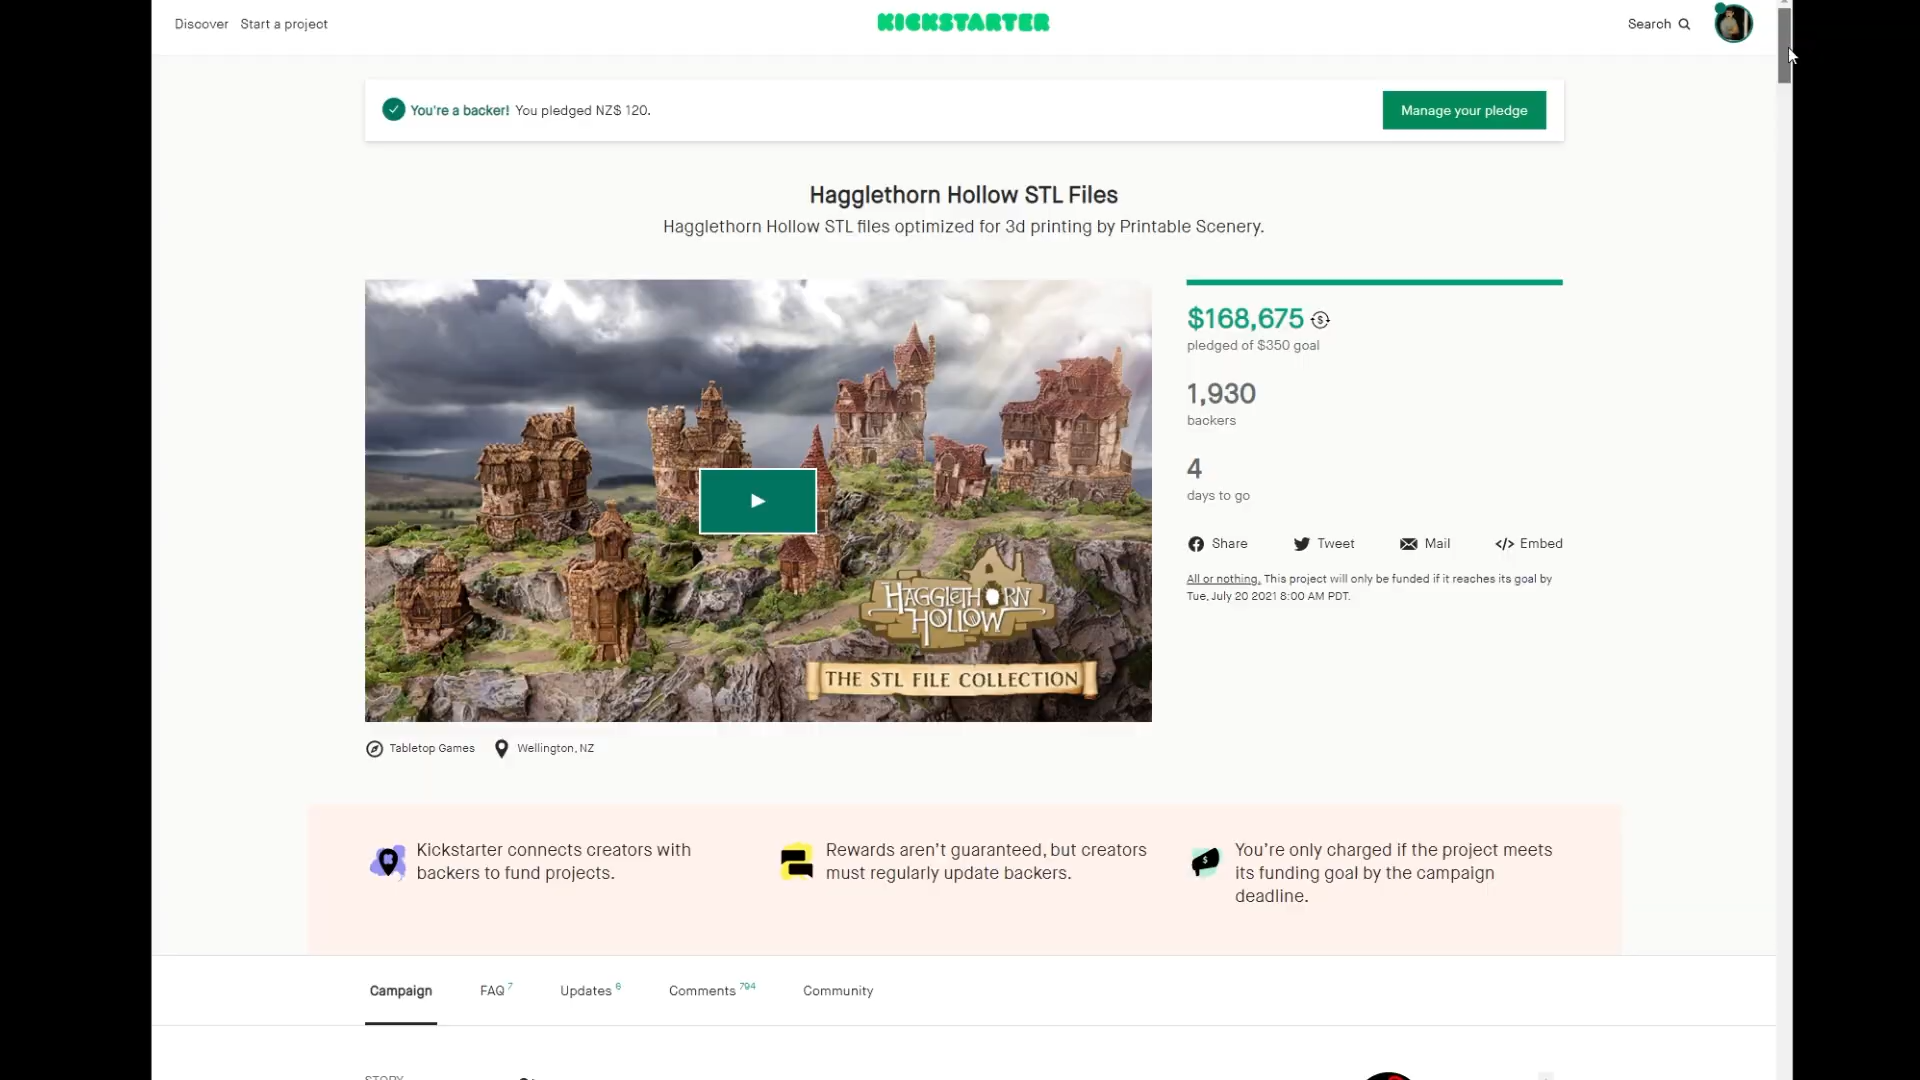 Discover Start a project
KICKSTARTER
Search
You're a backer! You pledged NZ$ 120.
Manage your pledge
Hagglethorn Hollow STL Files
Hagglethorn Hollow STL files optimized for 3d printing by Printable Scenery.
HAGGLETHORN
HOLLOW
THE STL FILE COLLECTION
$168,675
pledged of $350 goal
1,930
backers
4
days to go
Share Tweet Mail Embed
All or nothing. This project will only be funded if it reaches its goal by
Tue, July 20 2021 8:00 AM PDT.
Tabletop Games Wellington, NZ
Kickstarter connects creators with
backers to fund projects.
Rewards aren't guaranteed, but creators
must regularly update backers.
You're only charged if the project meets
its funding goal by the campaign
deadline.
Campaign FAQ 7 Updates 6 Comments 794 Community
STORY